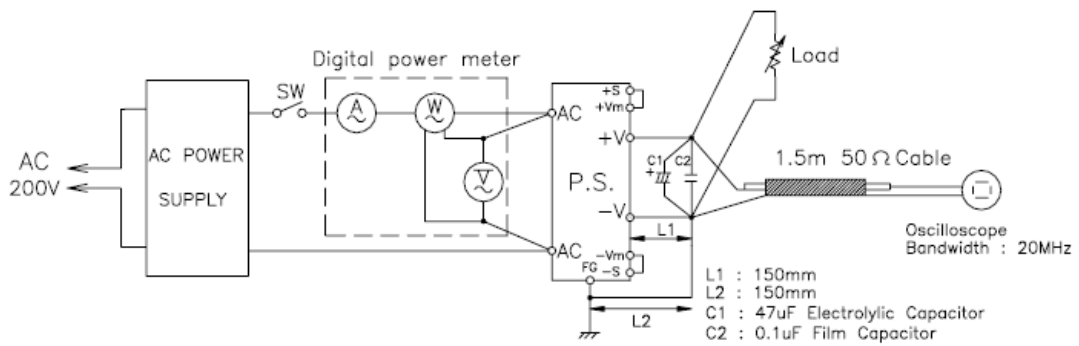 Digital power meter
Load
SW
A
W
V
AC
200V
AC POWER
SUPPLY
AC
AC
P.S.
FG
+S
+Vm
+V
-V
-Vm
-S
C1
+
C2
L1
L2
1.5m 50Ω Cable
Oscilloscope
Bandwidth : 20MHz
L1 : 150mm
L2 : 150mm
C1 : 47uF Electrolylic Capacitor
C2 : 0.1uF Film Capacitor